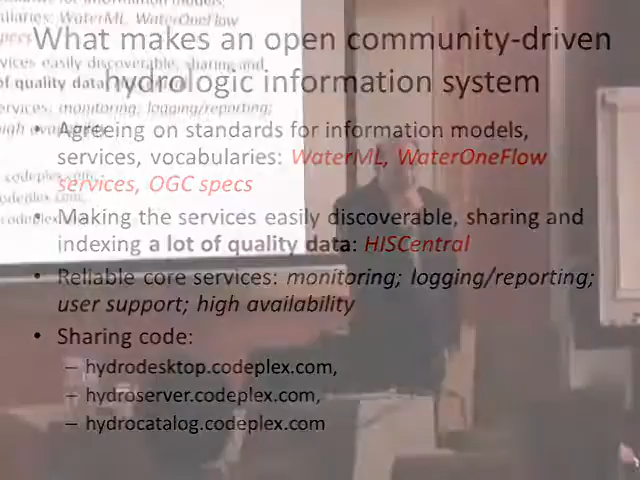 What makes an open community-driven
hydrologic information system
• Agreeing on standards for information models,
services, vocabularies: WaterML, WaterOneFlow
services, OGC specs
• Making the services easily discoverable, sharing and
indexing a lot of quality data: HISCentral
• Reliable core services: monitoring; logging/reporting;
user support; high availability
• Sharing code:
– hydrodesktop.codeplex.com,
– hydroserver.codeplex.com,
– hydrocatalog.codeplex.com